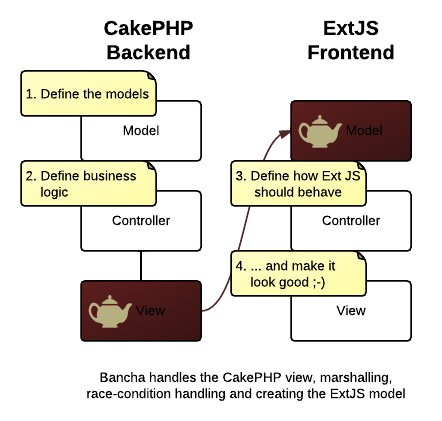 CakePHP
Backend
ExtJS
Frontend
1. Define the models
Model
Model
2. Define business
logic
3. Define how Ext JS
should behave
Controller
Controller
4. ... and make it
look good ;-)
View
View
Bancha handles the CakePHP view, marshalling,
race-condition handling and creating the ExtJS model